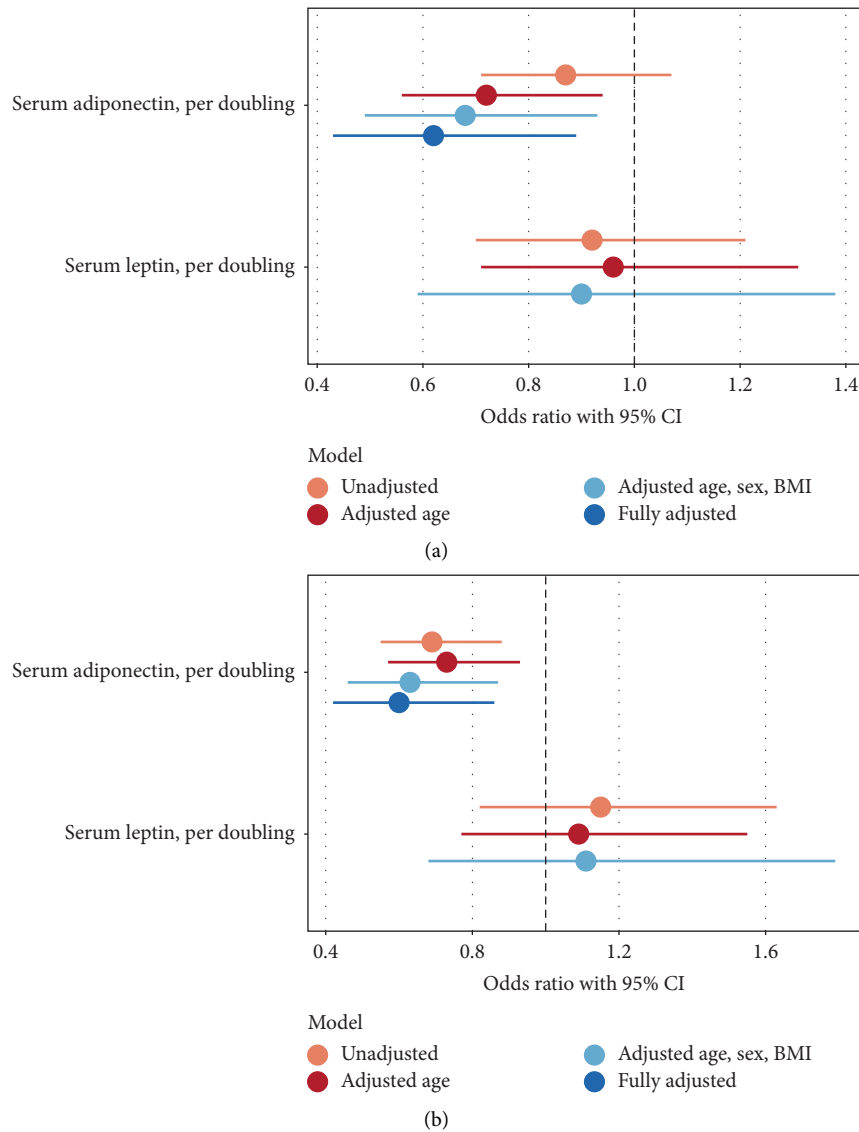 Serum adiponectin, per doubling
Serum leptin, per doubling
0.4 0.6 0.8 1.0 1.2 1.4
Odds ratio with 95% CI
Model
Unadjusted Adjusted age, sex, BMI
Adjusted age Fully adjusted
(a)
Serum adiponectin, per doubling
Serum leptin, per doubling
0.4 0.8 1.2 1.6
Odds ratio with 95% CI
Model
Unadjusted Adjusted age, sex, BMI
Adjusted age Fully adjusted
(b)